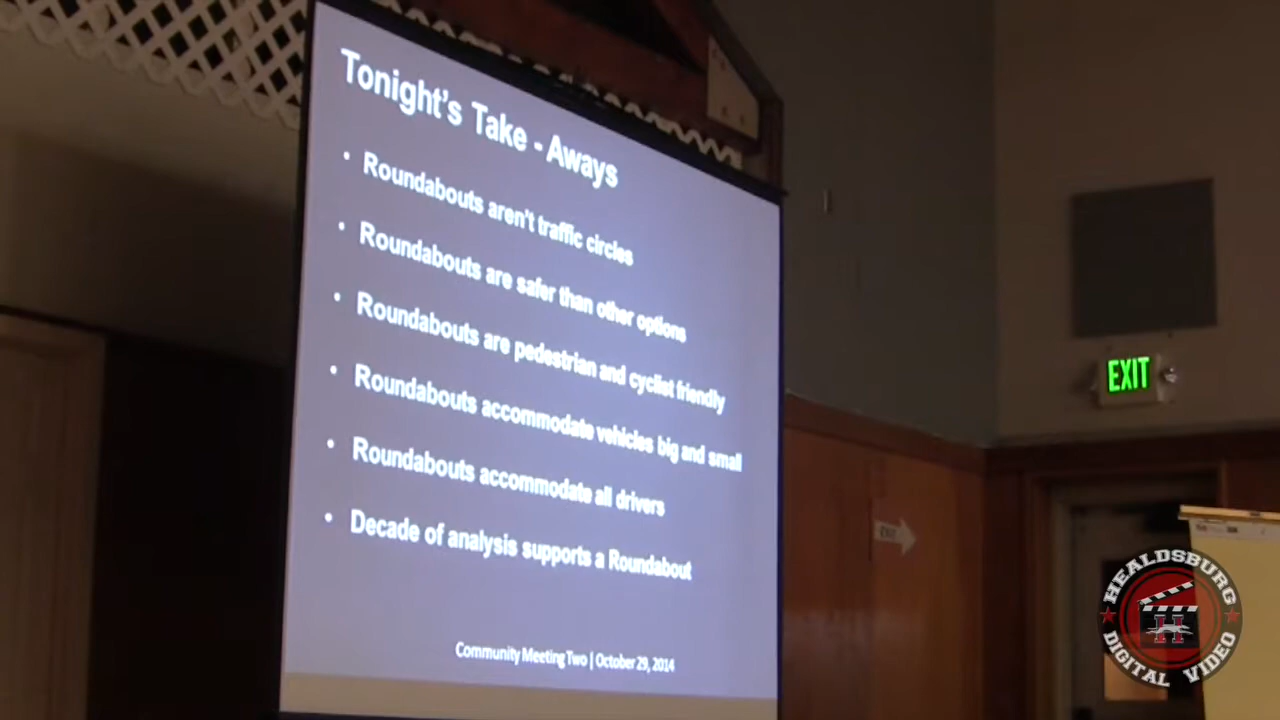 Tonight's Take - Aways
• Roundabouts aren't traffic circles
• Roundabouts are safer than other options
• Roundabouts are pedestrian and cyclist friendly
• Roundabouts accommodate vehicles big and small
• Roundabouts accommodate all drivers
• Decade of analysis supports a Roundabout
Community Meeting Two | October 29, 2014
EXIT
EXIT
HEALDSBURG
H
DIGITAL VIDEO